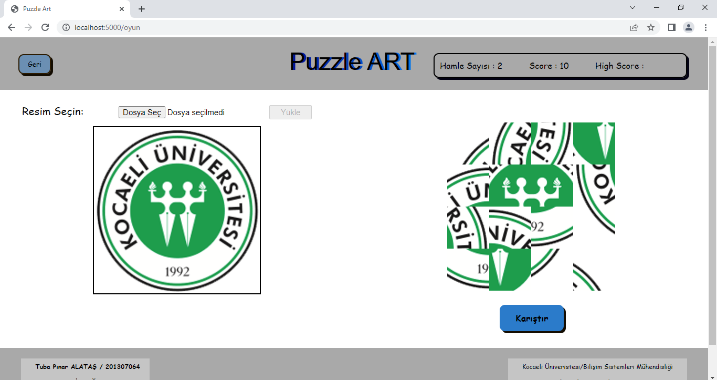 Puzzle Art
localhost:5000/oyun
Geri
Puzzle ART
Hamle Sayısı : 2 Score : 10 High Score :
Resim Seçin:
Dosya Seç Dosya seçilmedi
Yükle
KOCAELİ ÜNİVERSİTESİ
1992
Karıştır
Tuba Pınar ALATAŞ / 201307064
Kocaeli Üniversitesi/Bilişim Sistemleri Mühendisliği